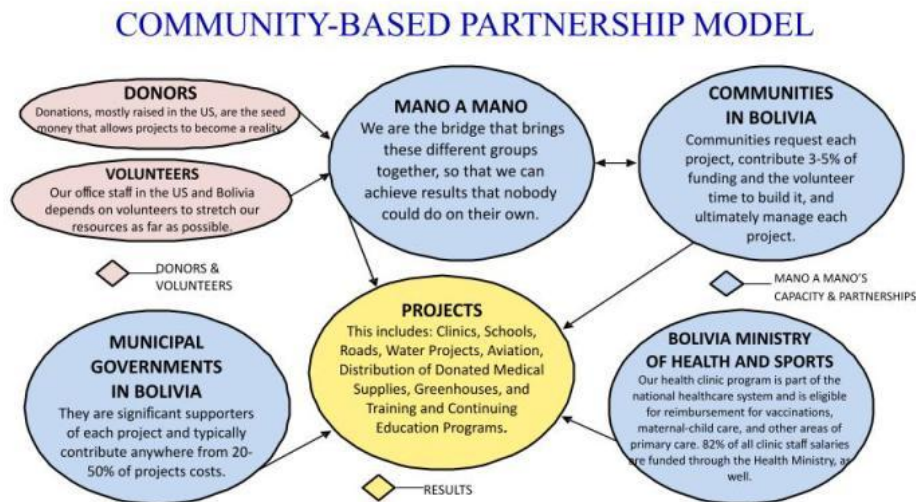 COMMUNITY-BASED PARTNERSHIP MODEL
DONORS
Donations, mostly raised in the US, are the seed
money that allows projects to become a reality
VOLUNTEERS
Our office staff in the US and Bolivia
depends on volunteers to stretch our
resources as far as possible.
DONORS &
VOLUNTEERS
MANO A MANO
We are the bridge that brings
these different groups
together, so that we can
achieve results that nobody
could do on their own.
COMMUNITIES
IN BOLIVIA
Communities request each
project, contribute 3-5% of
funding and the volunteer
time to build it, and
ultimately manage each
project.
MANO A MANO'S
CAPACITY & PARTNERSHIPS
MUNICIPAL
GOVERNMENTS
IN BOLIVIA
They are significant supporters
of each project and typically
contribute anywhere from 20-
50% of projects costs.
PROJECTS
This includes: Clinics, Schools,
Roads, Water Projects, Aviation,
Distribution of Donated Medical
Supplies, Greenhouses, and
Training and Continuing
Education Programs.
RESULTS
BOLIVIA MINISTRY
OF HEALTH AND SPORTS
Our health clinic program is part of the
national healthcare system and is eligible
for reimbursement for vaccinations,
maternal-child care, and other areas of
primary care. 82% of all clinic staff salaries
are funded through the Health Ministry, as
well.